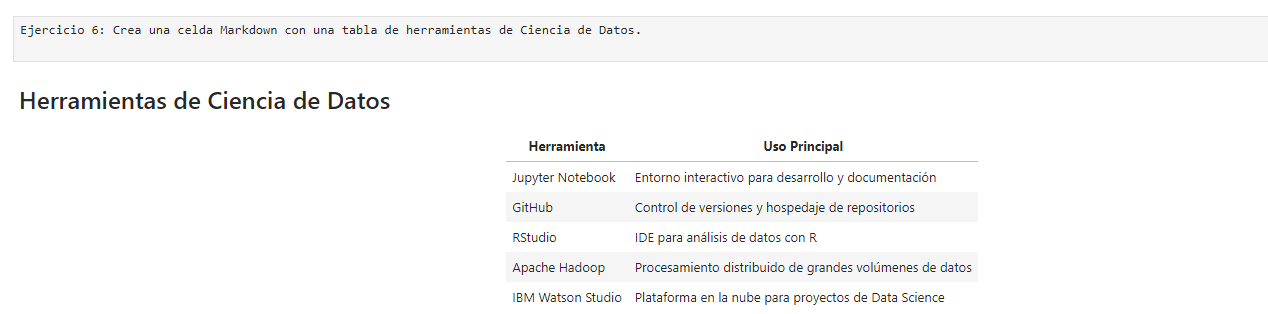 Ejercicio 6: Crea una celda Markdown con una tabla de herramientas de Ciencia de Datos.
Herramientas de Ciencia de Datos
Herramienta Uso Principal
Jupyter Notebook Entorno interactivo para desarrollo y documentación
GitHub Control de versiones y hospedaje de repositorios
RStudio IDE para análisis de datos con R
Apache Hadoop Procesamiento distribuido de grandes volúmenes de datos
IBM Watson Studio Plataforma en la nube para proyectos de Data Science